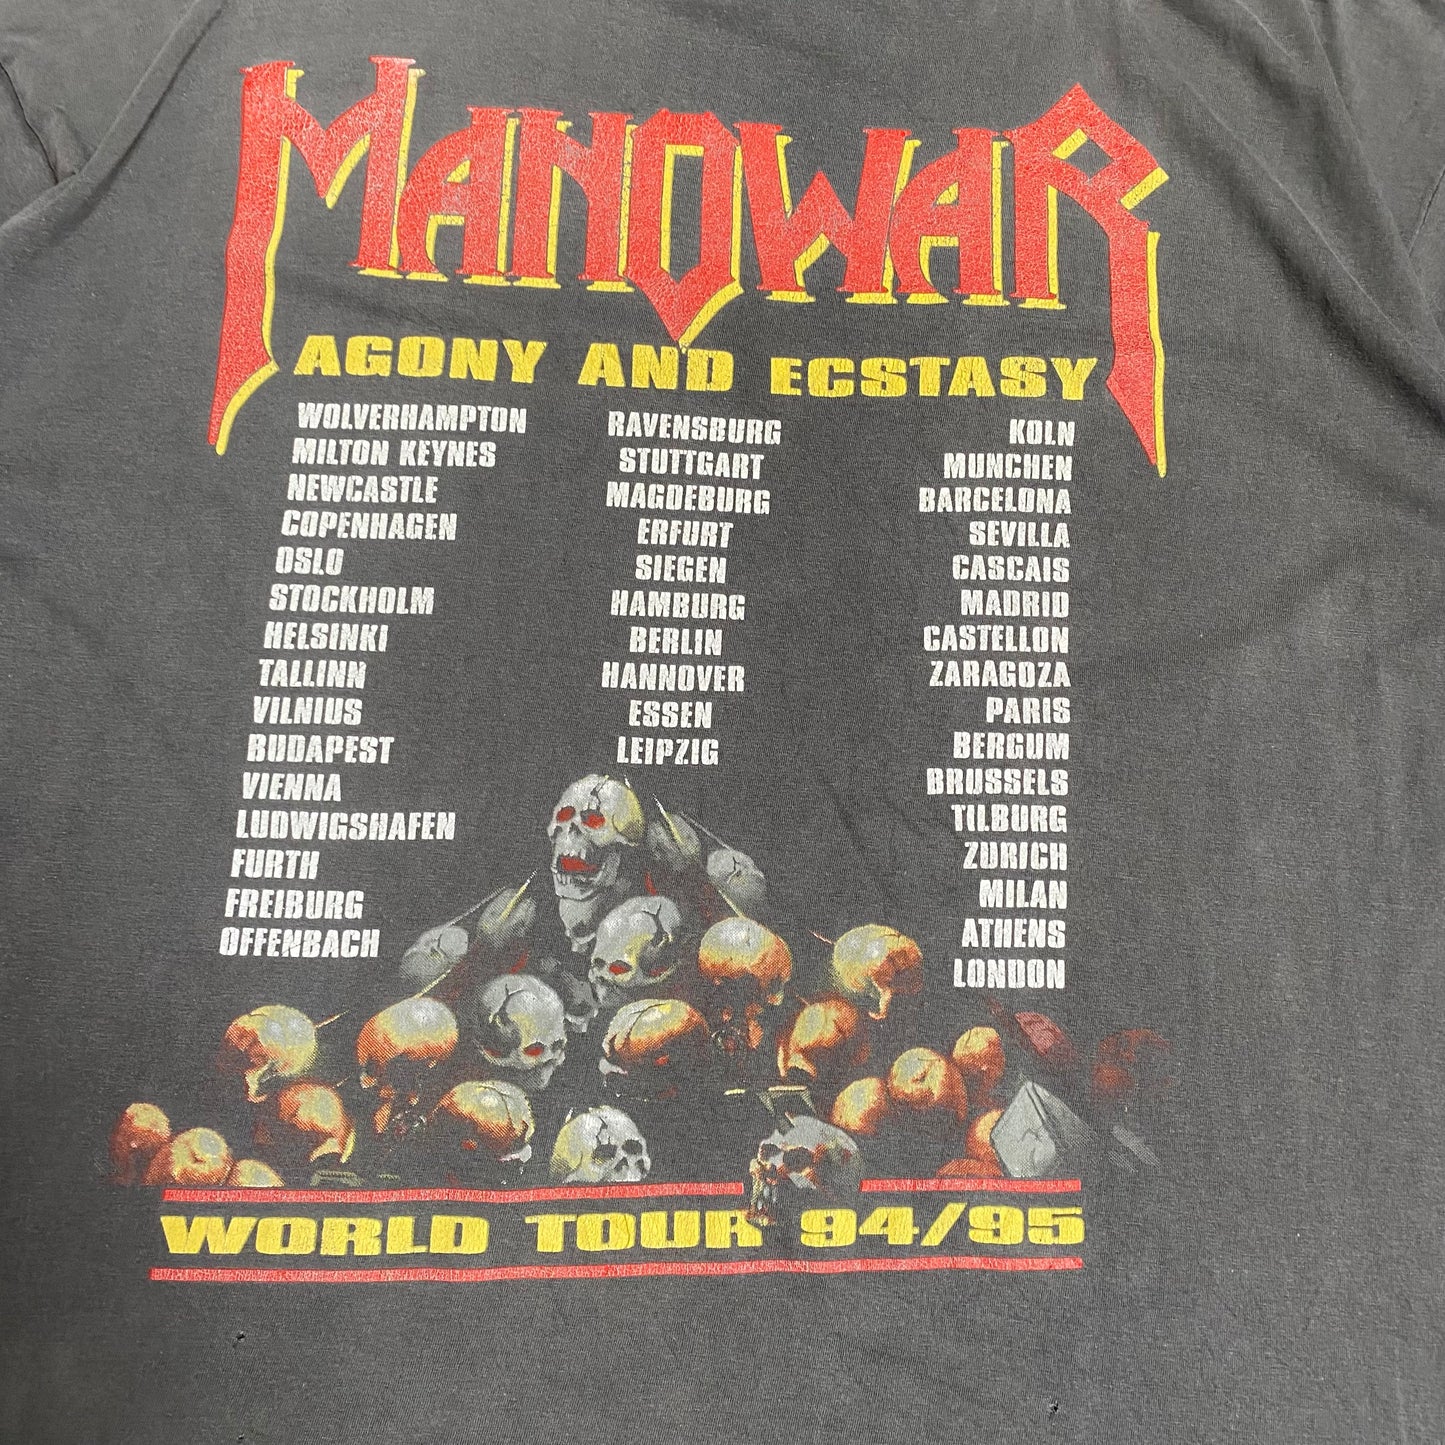 MANOWAR
AGONY AND ECSTASY
WOLVERHAMPTON
MILTON KEYNES
NEWCASTLE
COPENHAGEN
OSLO
STOCKHOLM
HELSINKI
TALLINN
VILNIUS
BUDAPEST
VIENNA
LUDWIGSHAFEN
FURTH
FREIBURG
OFFENBACH
RAVENSBURG
STUTTGART
MAGDEBURG
ERFURT
SIEGEN
HAMBURG
BERLIN
HANNOVER
ESSEN
LEIPZIG
KOLN
MUNCHEN
BARCELONA
SEVILLA
CASCAIS
MADRID
CASTELLON
ZARAGOZA
PARIS
BERGUM
BRUSSELS
TILBURG
ZURICH
MILAN
ATHENS
LONDON
WORLD TOUR 94/95